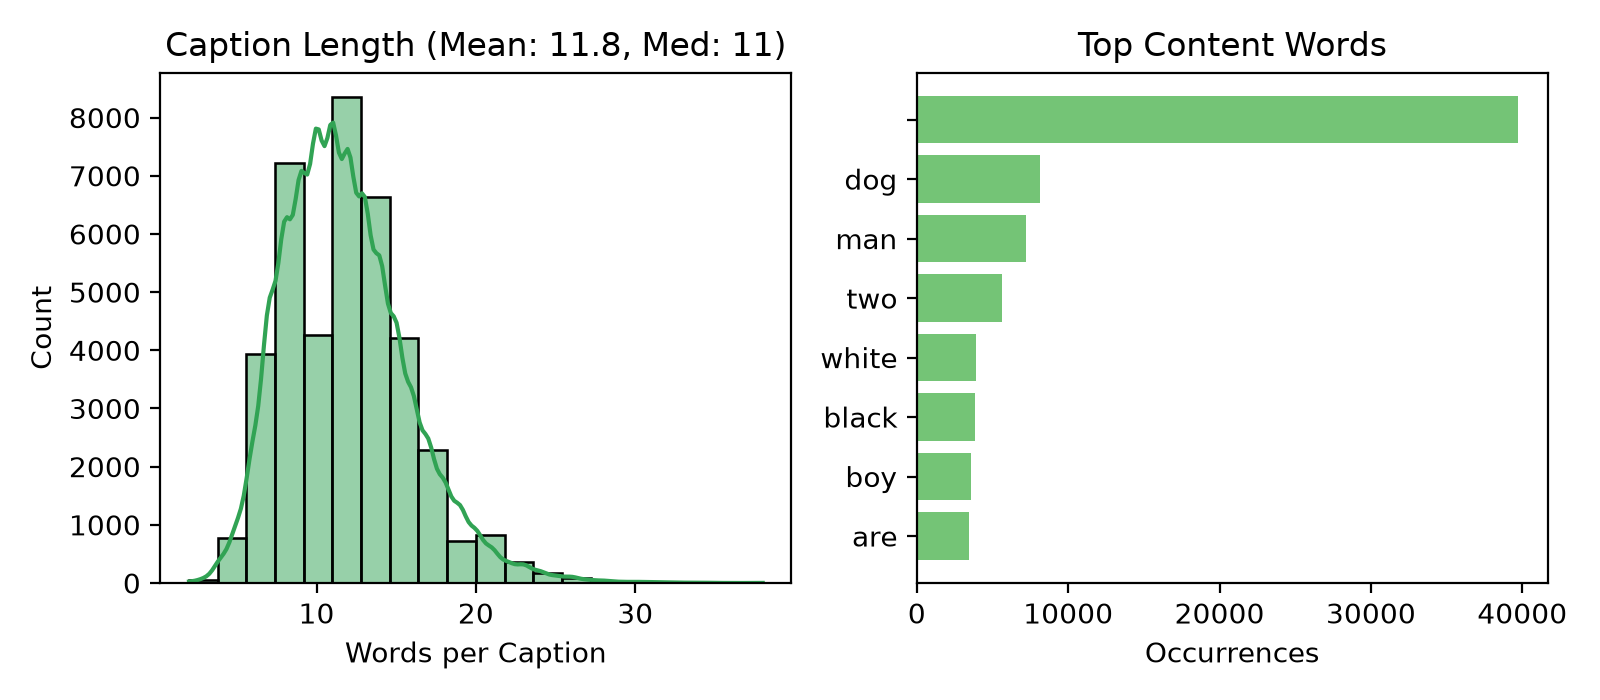 Caption Length (Mean: 11.8, Med: 11)
8000
7000
6000
5000
4000
3000
2000
1000
0
Count
10
20
30
Words per Caption
Top Content Words
dog
man
two
white
black
boy
are
0
10000
20000
30000
40000
Occurrences